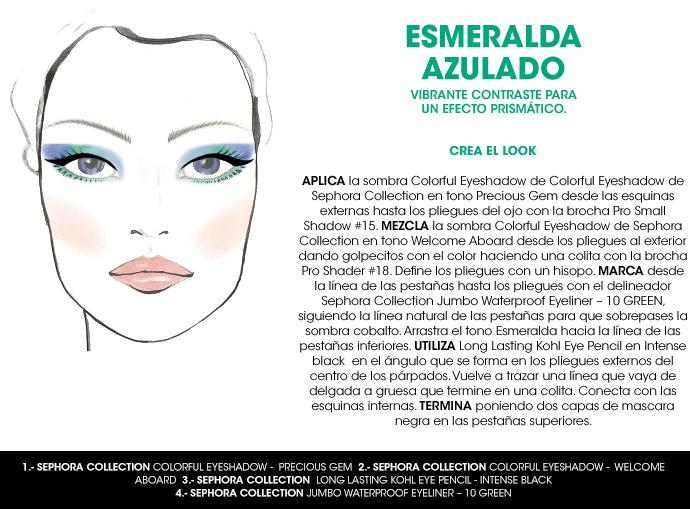 ESMERALDA
AZULADO
VIBRANTE CONTRASTE PARA
UN EFECTO PRISMÁTICO.
CREA EL LOOK
APLICA la sombra Colorful Eyeshadow de Colorful Eyeshadow de
Sephora Collection en tono Precious Gem desde las esquinas
externas hasta los pliegues del ojo con la brocha Pro Small
Shadow #15. MEZCLA la sombra Colorful Eyeshadow de Sephora
Collection en tono Welcome Aboard desde los pliegues al exterior
dando golpecitos con el color haciendo una colita con la brocha
Pro Shader #18. Define los pliegues con un hisopo. MARCA desde
la línea de las pestañas hasta los pliegues con el delineador
Sephora Collection Jumbo Waterproof Eyeliner – 10 GREEN,
siguiendo la línea natural de las pestañas para que sobrepases la
sombra cobalto. Arrastra el tono Esmeralda hacia la línea de las
pestañas inferiores. UTILIZA Long Lasting Kohl Eye Pencil en Intense
black en el ángulo que se forma en los pliegues externos del
centro de los párpados. Vuelve a trazar una línea que vaya de
delgada a gruesa que termine en una colita. Conecta con las
esquinas internas. TERMINA poniendo dos capas de mascara
negra en las pestañas superiores.
1.- SEPHORA COLLECTION COLORFUL EYESHADOW - PRECIOUS GEM 2.- SEPHORA COLLECTION COLORFUL EYESHADOW - WELCOME
ABOARD 3.- SEPHORA COLLECTION LONG LASTING KOHL EYE PENCIL - INTENSE BLACK
4.- SEPHORA COLLECTION JUMBO WATERPROOF EYELINER – 10 GREEN